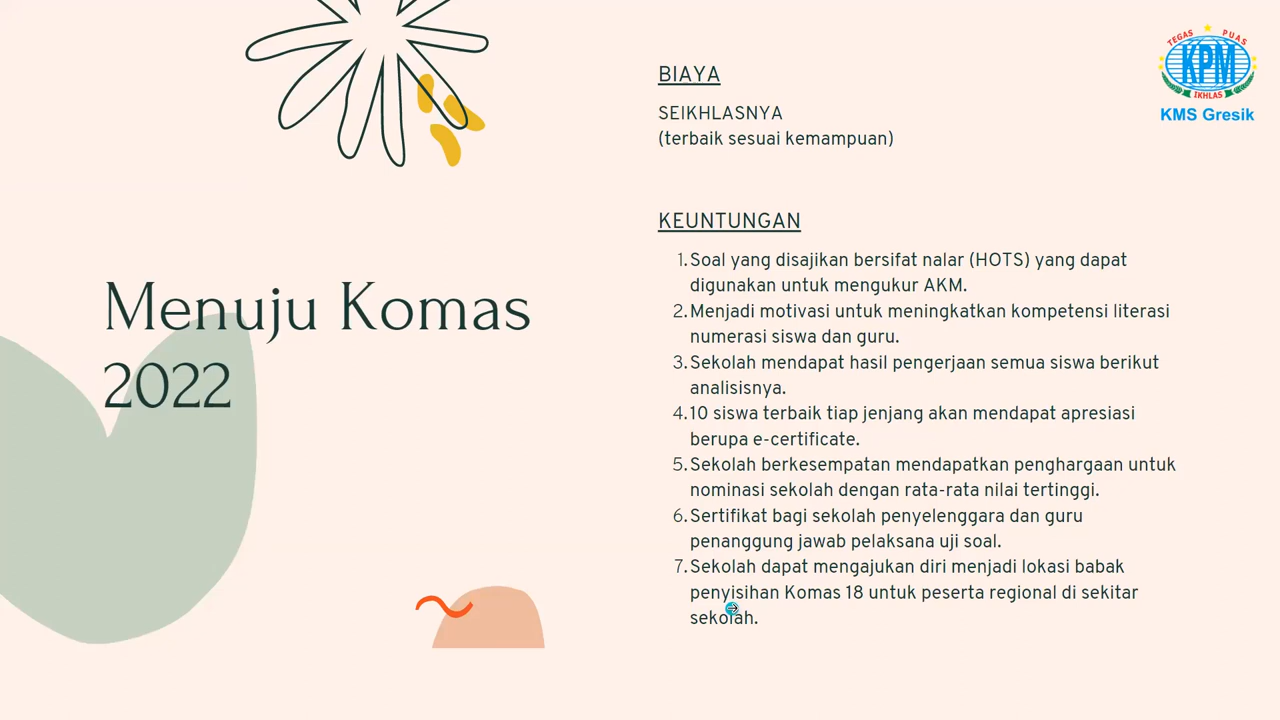 TEGAS PUAS
KPM
IKHLAS
KMS Gresik
BIAYA
SEIKHLASNYA
(terbaik sesuai kemampuan)
Menuju Komas
2022
KEUNTUNGAN
1. Soal yang disajikan bersifat nalar (HOTS) yang dapat
digunakan untuk mengukur AKM.
2. Menjadi motivasi untuk meningkatkan kompetensi literasi
numerasi siswa dan guru.
3. Sekolah mendapat hasil pengerjaan semua siswa berikut
analisisnya.
4. 10 siswa terbaik tiap jenjang akan mendapat apresiasi
berupa e-certificate.
5. Sekolah berkesempatan mendapatkan penghargaan untuk
nominasi sekolah dengan rata-rata nilai tertinggi.
6. Sertifikat bagi sekolah penyelenggara dan guru
penanggung jawab pelaksana uji soal.
7. Sekolah dapat mengajukan diri menjadi lokasi babak
penyisihan Komas 18 untuk peserta regional di sekitar
sekolah.